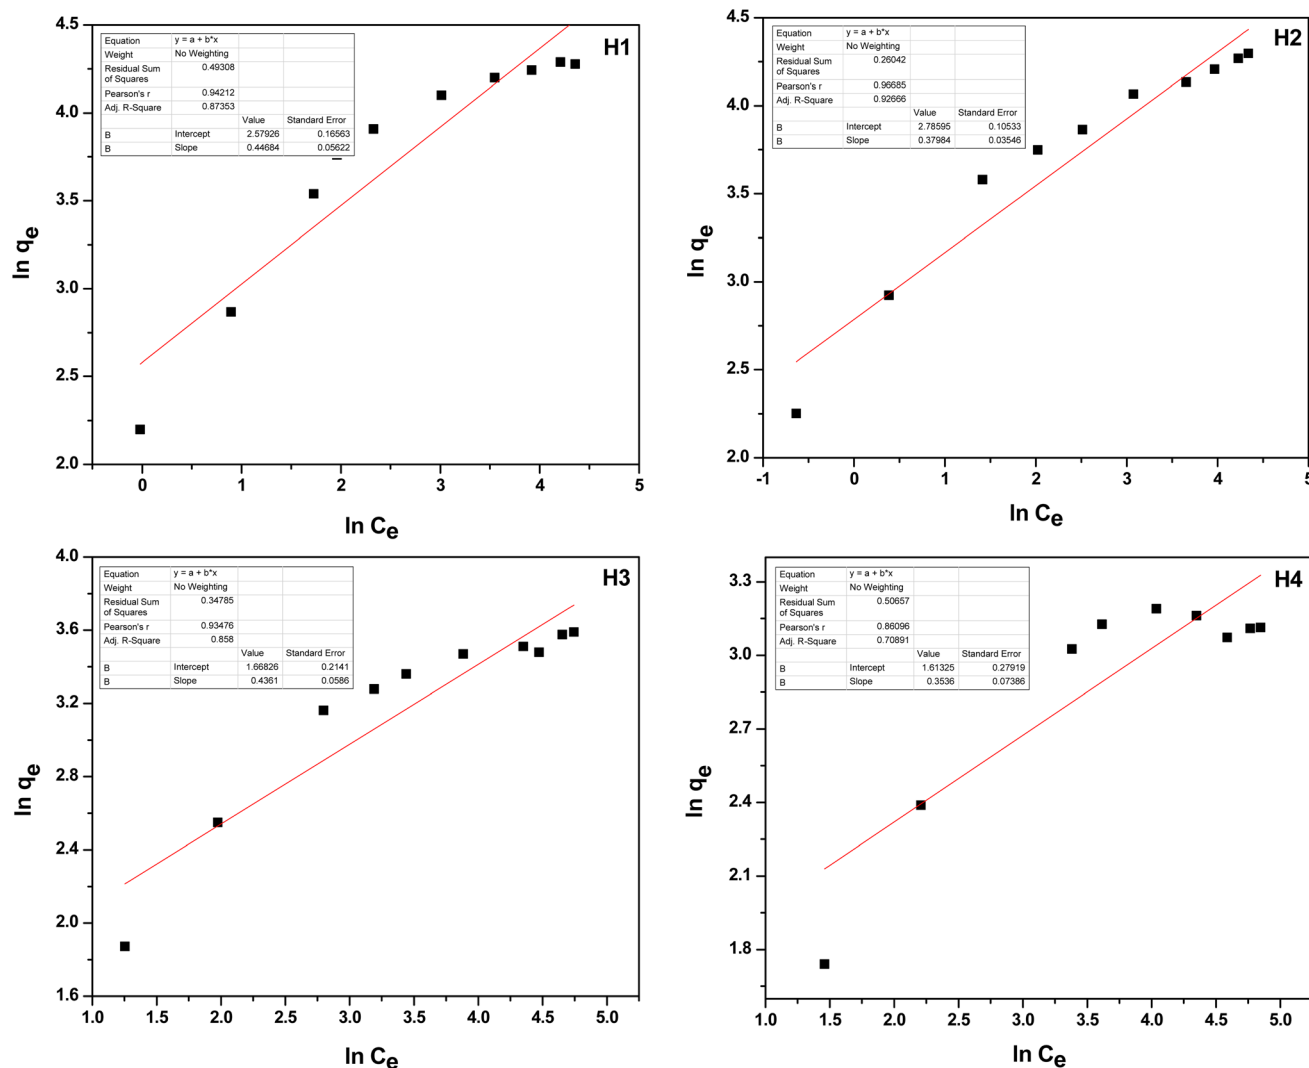 H1
Equation y = a + b*x
Weight No Weighting
Residual Sum of Squares 0.49308
Pearson's r 0.94212
Adj. R-Square 0.87353
Value Standard Error
B Intercept 2.57926 0.16563
B Slope 0.44684 0.05622
4.5
4.0
3.5
3.0
2.5
2.0
ln qe
0 1 2 3 4 5
ln Ce
H2
Equation y = a + b*x
Weight No Weighting
Residual Sum of Squares 0.26042
Pearson's r 0.96685
Adj. R-Square 0.92666
Value Standard Error
B Intercept 2.78595 0.10533
B Slope 0.37984 0.03546
4.5
4.0
3.5
3.0
2.5
2.0
ln qe
-1 0 1 2 3 4 5
ln Ce
H3
Equation y = a + b*x
Weight No Weighting
Residual Sum of Squares 0.34785
Pearson's r 0.93476
Adj. R-Square 0.858
Value Standard Error
B Intercept 1.66826 0.2141
B Slope 0.4361 0.0586
4.0
3.6
3.2
2.8
2.4
2.0
1.6
ln qe
1.0 1.5 2.0 2.5 3.0 3.5 4.0 4.5 5.0
ln Ce
H4
Equation y = a + b*x
Weight No Weighting
Residual Sum of Squares 0.50657
Pearson's r 0.86096
Adj. R-Square 0.70891
Value Standard Error
B Intercept 1.61325 0.27919
B Slope 0.3536 0.07386
3.3
3.0
2.7
2.4
2.1
1.8
ln qe
1.0 1.5 2.0 2.5 3.0 3.5 4.0 4.5 5.0
ln Ce